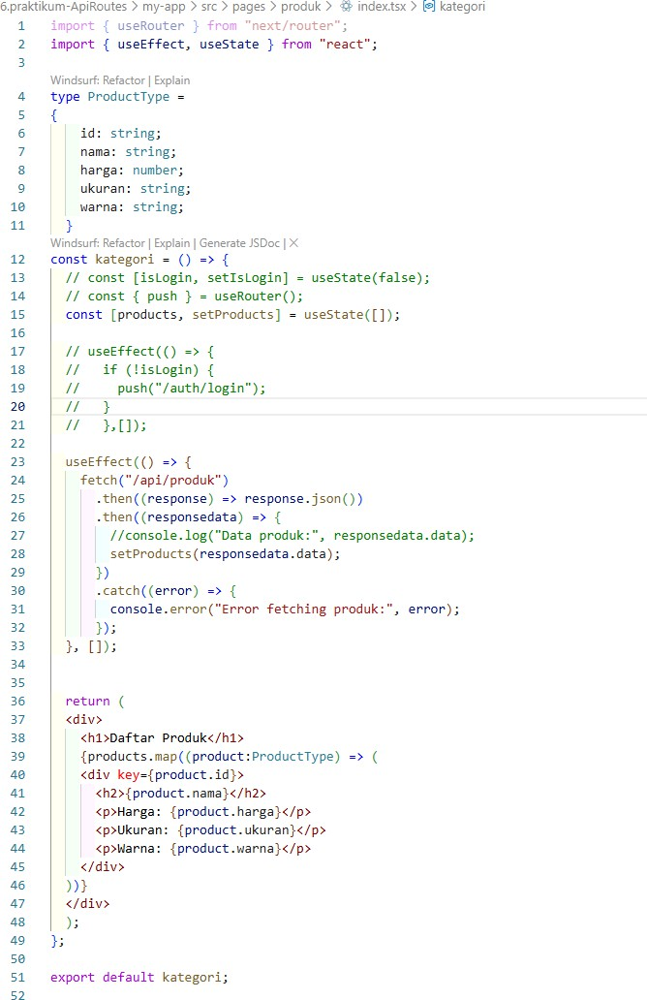 6.praktikum-ApiRoutes > my-app > src > pages > produk > index.tsx > kategori
1 import { useRouter } from "next/router";
2 import { useEffect, useState } from "react";
3
Windsurf: Refactor | Explain
4 type ProductType =
5 {
6 id: string;
7 nama: string;
8 harga: number;
9 ukuran: string;
10 warna: string;
11 }
Windsurf: Refactor | Explain | Generate JSDoc | ×
12 const kategori = () => {
13 // const [isLogin, setIsLogin] = useState(false);
14 // const { push } = useRouter();
15 const [products, setProducts] = useState([]);
16
17 // useEffect(() => {
18 // if (!isLogin) {
19 // push("/auth/login");
20 // }
21 // },[]);
22
23 useEffect(() => {
24 fetch("/api/produk")
25 .then((response) => response.json())
26 .then((responsedata) => {
27 //console.log("Data produk:", responsedata.data);
28 setProducts(responsedata.data);
29 })
30 .catch((error) => {
31 console.error("Error fetching produk:", error);
32 });
33 }, []);
34
35
36 return (
37 <div>
38 <h1>Daftar Produk</h1>
39 {products.map((product:ProductType) => (
40 <div key={product.id}>
41 <h2>{product.nama}</h2>
42 <p>Harga: {product.harga}</p>
43 <p>Ukuran: {product.ukuran}</p>
44 <p>Warna: {product.warna}</p>
45 </div>
46 ))}
47 </div>
48 );
49 };
50
51 export default kategori;
52